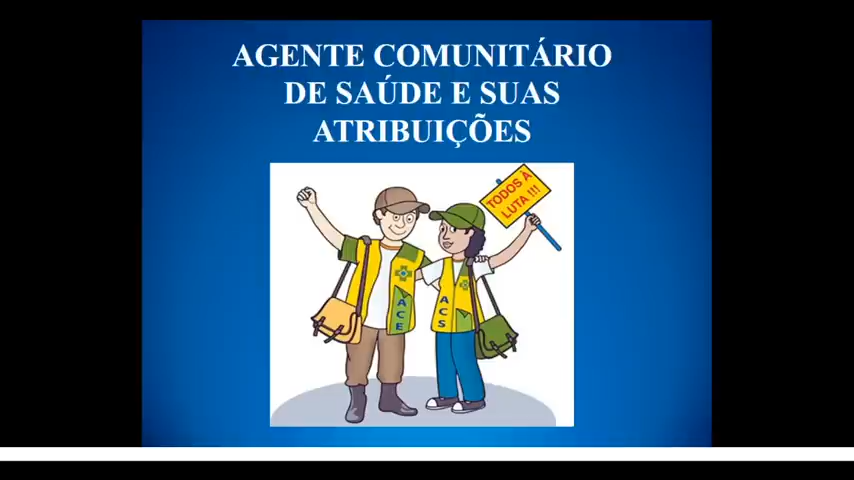 AGENTE COMUNITÁRIO
DE SAÚDE E SUAS
ATRIBUIÇÕES
TODOS À
LUTA !!!
ACE
ACS